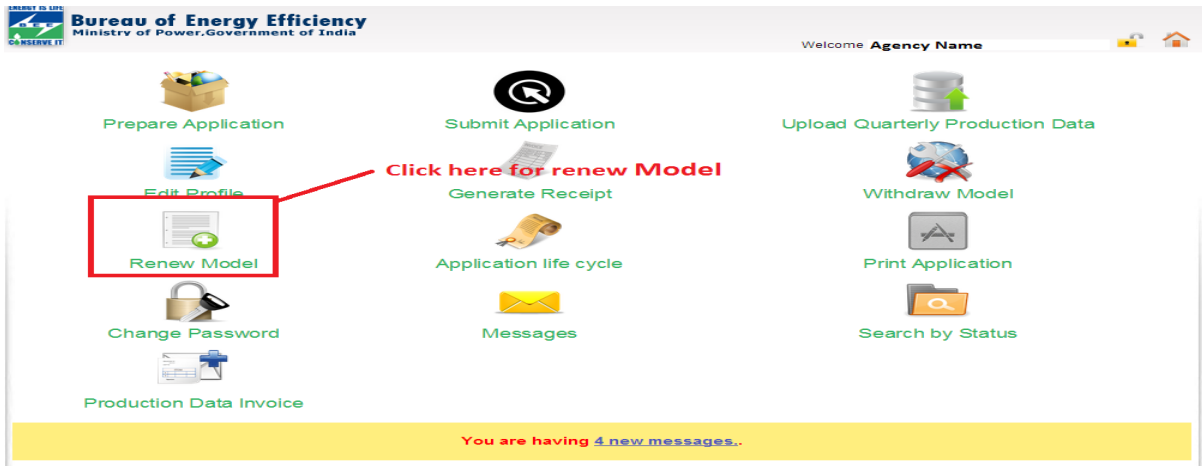 ENERGY IS LIFE
BEE
CONSERVE IT
Bureau of Energy Efficiency
Ministry of Power,Government of India
Welcome Agency Name
Prepare Application
Submit Application
Upload Quarterly Production Data
Click here for renew Model
Edit Profile
Generate Receipt
Withdraw Model
Renew Model
Application life cycle
Print Application
Change Password
Messages
Search by Status
Production Data Invoice
You are having 4 new messages..